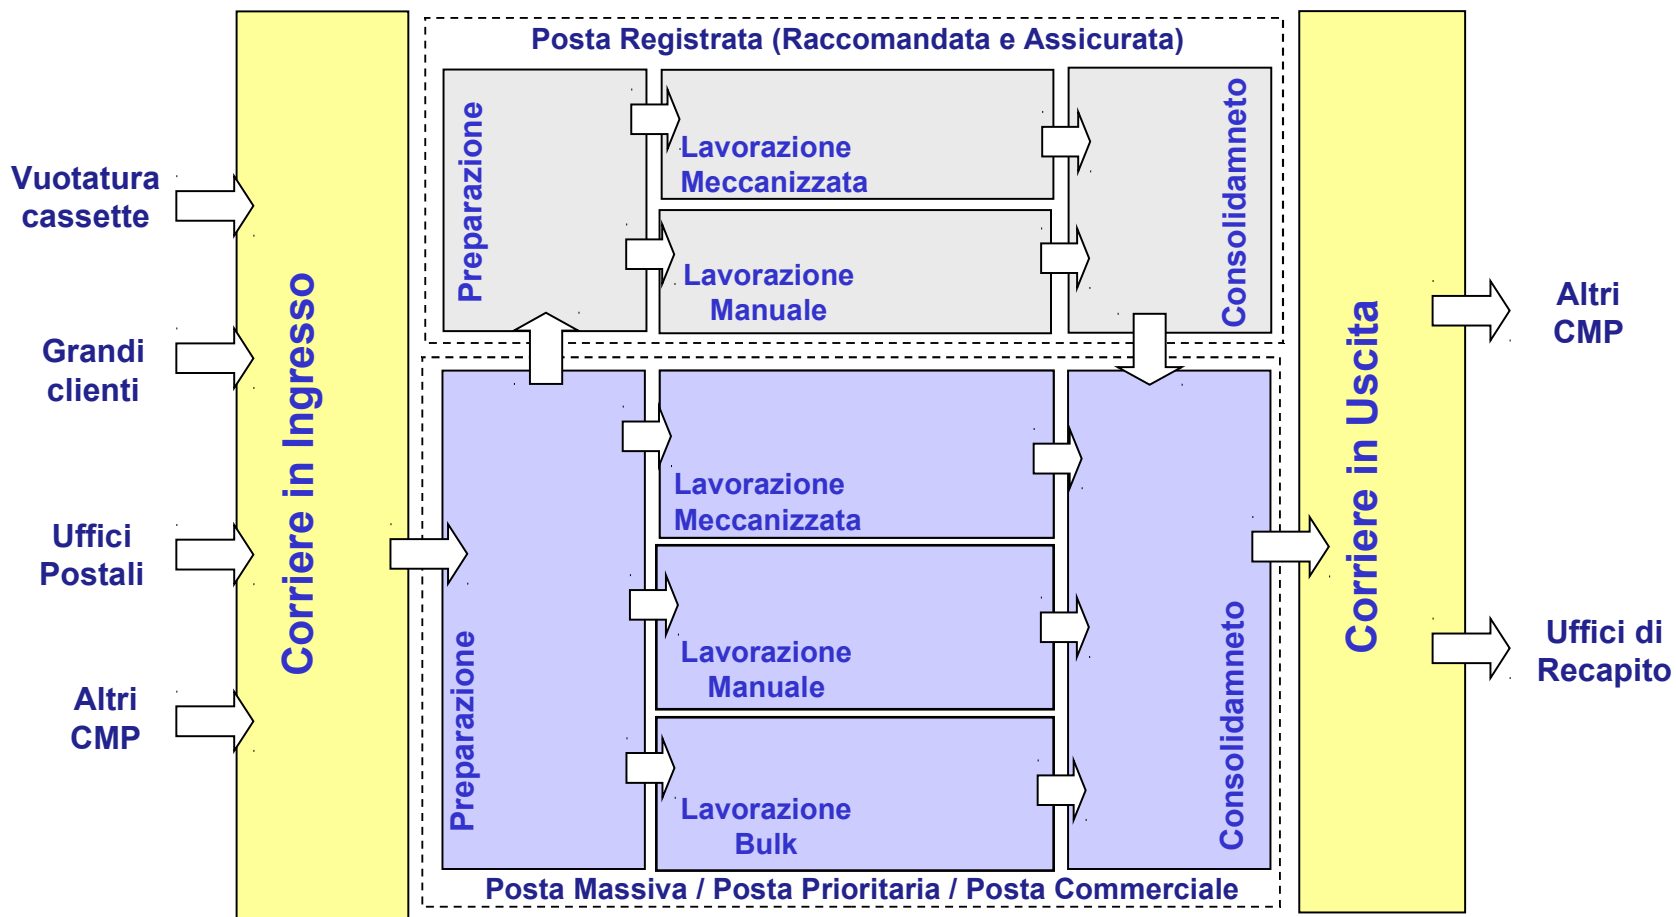 Posta Registrata (Raccomandata e Assicurata)
Vuotatura
cassette
Grandi
clienti
Uffici
Postali
Altri
CMP
Corriere in Ingresso
Preparazione
Lavorazione
Meccanizzata
Lavorazione
Manuale
Consolidamneto
Preparazione
Lavorazione
Meccanizzata
Lavorazione
Manuale
Lavorazione
Bulk
Consolidamneto
Posta Massiva / Posta Prioritaria / Posta Commerciale
Corriere in Uscita
Altri
CMP
Uffici di
Recapito